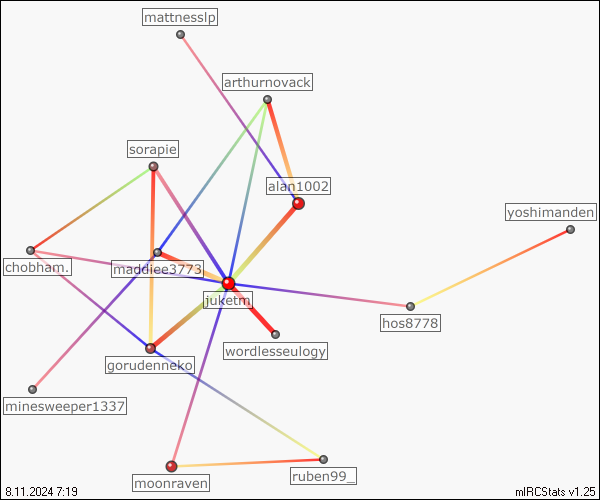 mattnesslp
arthurnovack
sorapie
alan1002
yoshimanden
chobham.
maddiee3773
juketm
hos8778
wordlesseulogy
gorudenneko
minesweeper1337
moonraven
ruben99_
8.11.2024 7:19
mIRCStats v1.25